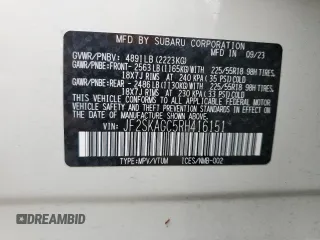 MFD. BY SUBARU CORPORATION
GVWR/PNBV: 4891LB(2223KG) MFD IN 09/23
GAWR/PNBE:FRONT-2563LB(1165KG)WITH 225/55R18 98H TIRES,
18X7J RIMS AT 240 KPA(35 PSI)COLD
GAWR/PNBE:REAR-2486LB(1130KG)WITH 225/55R18 98H TIRES,
18X7J RIMS AT 230 KPA(33 PSI)COLD
THIS VEHICLE CONFORMS TO ALL APPLICABLE
FEDERAL MOTOR VEHICLE SAFETY, BUMPER, AND
THEFT PREVENTION STANDARDS IN EFFECT ON THE
DATE OF MANUFACTURE SHOWN ABOVE.
VIN: JF2SKAGC5RH416151
TYPE:MPV/VTUM ICES/NMB-002